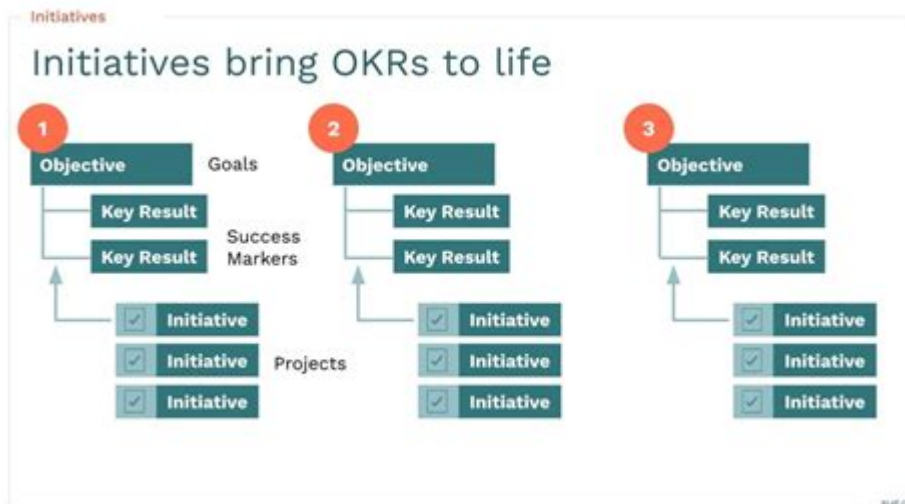 Initiatives
Initiatives bring OKRs to life
1
Objective
Goals
Key Result
Key Result
Success
Markers
Initiative
Initiative
Initiative
Projects
2
Objective
Key Result
Key Result
Initiative
Initiative
Initiative
3
Objective
Key Result
Key Result
Initiative
Initiative
Initiative